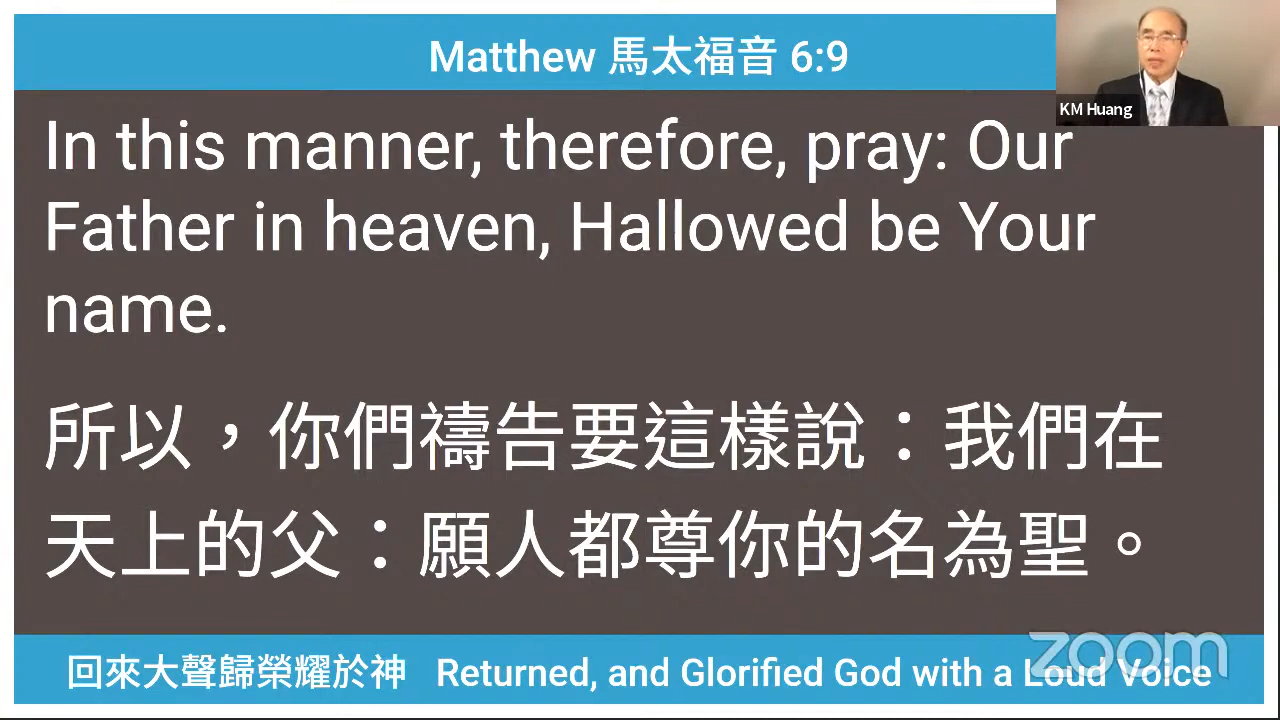 Matthew 馬太福音 6:9
KM Huang
In this manner, therefore, pray: Our
Father in heaven, Hallowed be Your
name.
所以，你們禱告要這樣說：我們在
天上的父：願人都尊你的名為聖。
zoom
回來大聲歸榮耀於神 Returned, and Glorified God with a Loud Voice